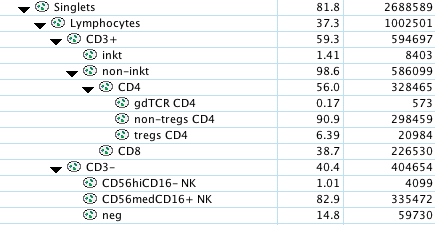 Singlets 81.8 2688589
Lymphocytes 37.3 1002501
CD3+ 59.3 594697
inkt 1.41 8403
non-inkt 98.6 586099
CD4 56.0 328465
gdTCR CD4 0.17 573
non-tregs CD4 90.9 298459
tregs CD4 6.39 20984
CD8 38.7 226530
CD3- 40.4 404654
CD56hiCD16- NK 1.01 4099
CD56medCD16+ NK 82.9 335472
neg 14.8 59730